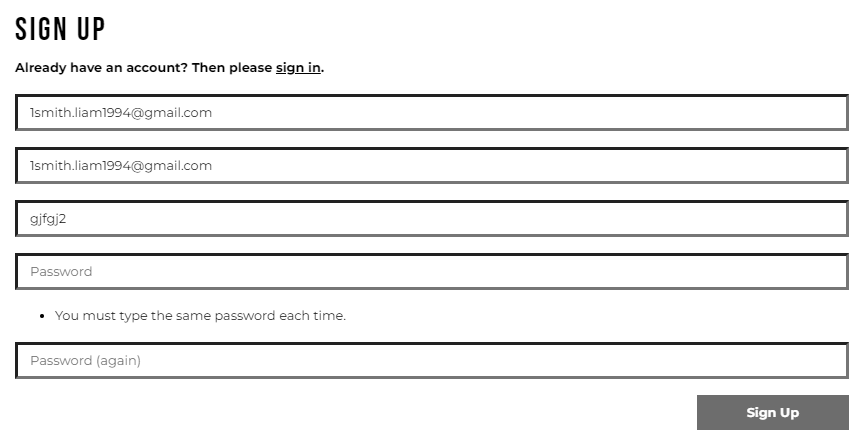 SIGN UP
Already have an account? Then please sign in.
1smith.liam1994@gmail.com
1smith.liam1994@gmail.com
gjfgj2
Password
• You must type the same password each time.
Password (again)
Sign Up